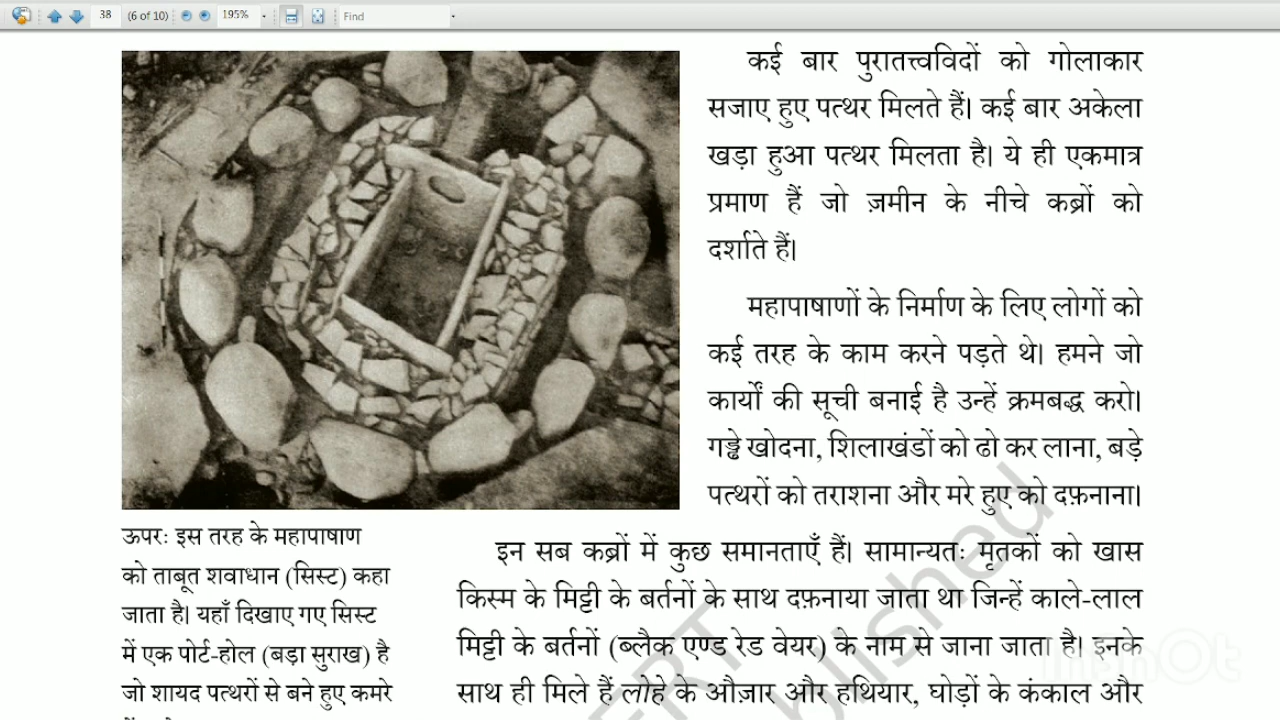 38 (6 of 10) 195% Find
कई बार पुरातत्त्वविदों को गोलाकार
सजाए हुए पत्थर मिलते हैं। कई बार अकेला
खड़ा हुआ पत्थर मिलता है। ये ही एकमात्र
प्रमाण हैं जो ज़मीन के नीचे कब्रों को
दर्शाते हैं।
महापाषाणों के निर्माण के लिए लोगों को
कई तरह के काम करने पड़ते थे। हमने जो
कार्यों की सूची बनाई है उन्हें क्रमबद्ध करो।
गड्ढे खोदना, शिलाखंडों को ढो कर लाना, बड़े
पत्थरों को तराशना और मरे हुए को दफ़नाना।
ऊपर: इस तरह के महापाषाण
को ताबूत शवाधान (सिस्ट) कहा
जाता है। यहाँ दिखाए गए सिस्ट
में एक पोर्ट-होल (बड़ा सुराख) है
जो शायद पत्थरों से बने हुए कमरे
इन सब कब्रों में कुछ समानताएँ हैं। सामान्यतः मृतकों को खास
किस्म के मिट्टी के बर्तनों के साथ दफ़नाया जाता था जिन्हें काले-लाल
मिट्टी के बर्तनों (ब्लैक एण्ड रेड वेयर) के नाम से जाना जाता है। इनके
साथ ही मिले हैं लोहे के औज़ार और हथियार, घोड़ों के कंकाल और